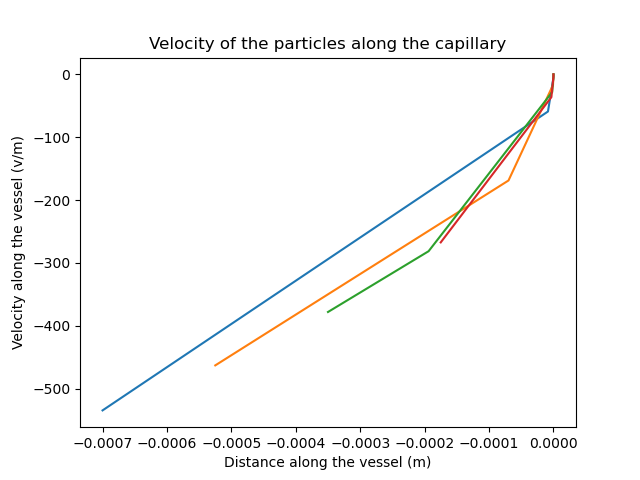 Velocity of the particles along the capillary
0
−100
−200
−300
−400
−500
Velocity along the vessel (v/m)
−0.0007 −0.0006 −0.0005 −0.0004 −0.0003 −0.0002 −0.0001 0.0000
Distance along the vessel (m)